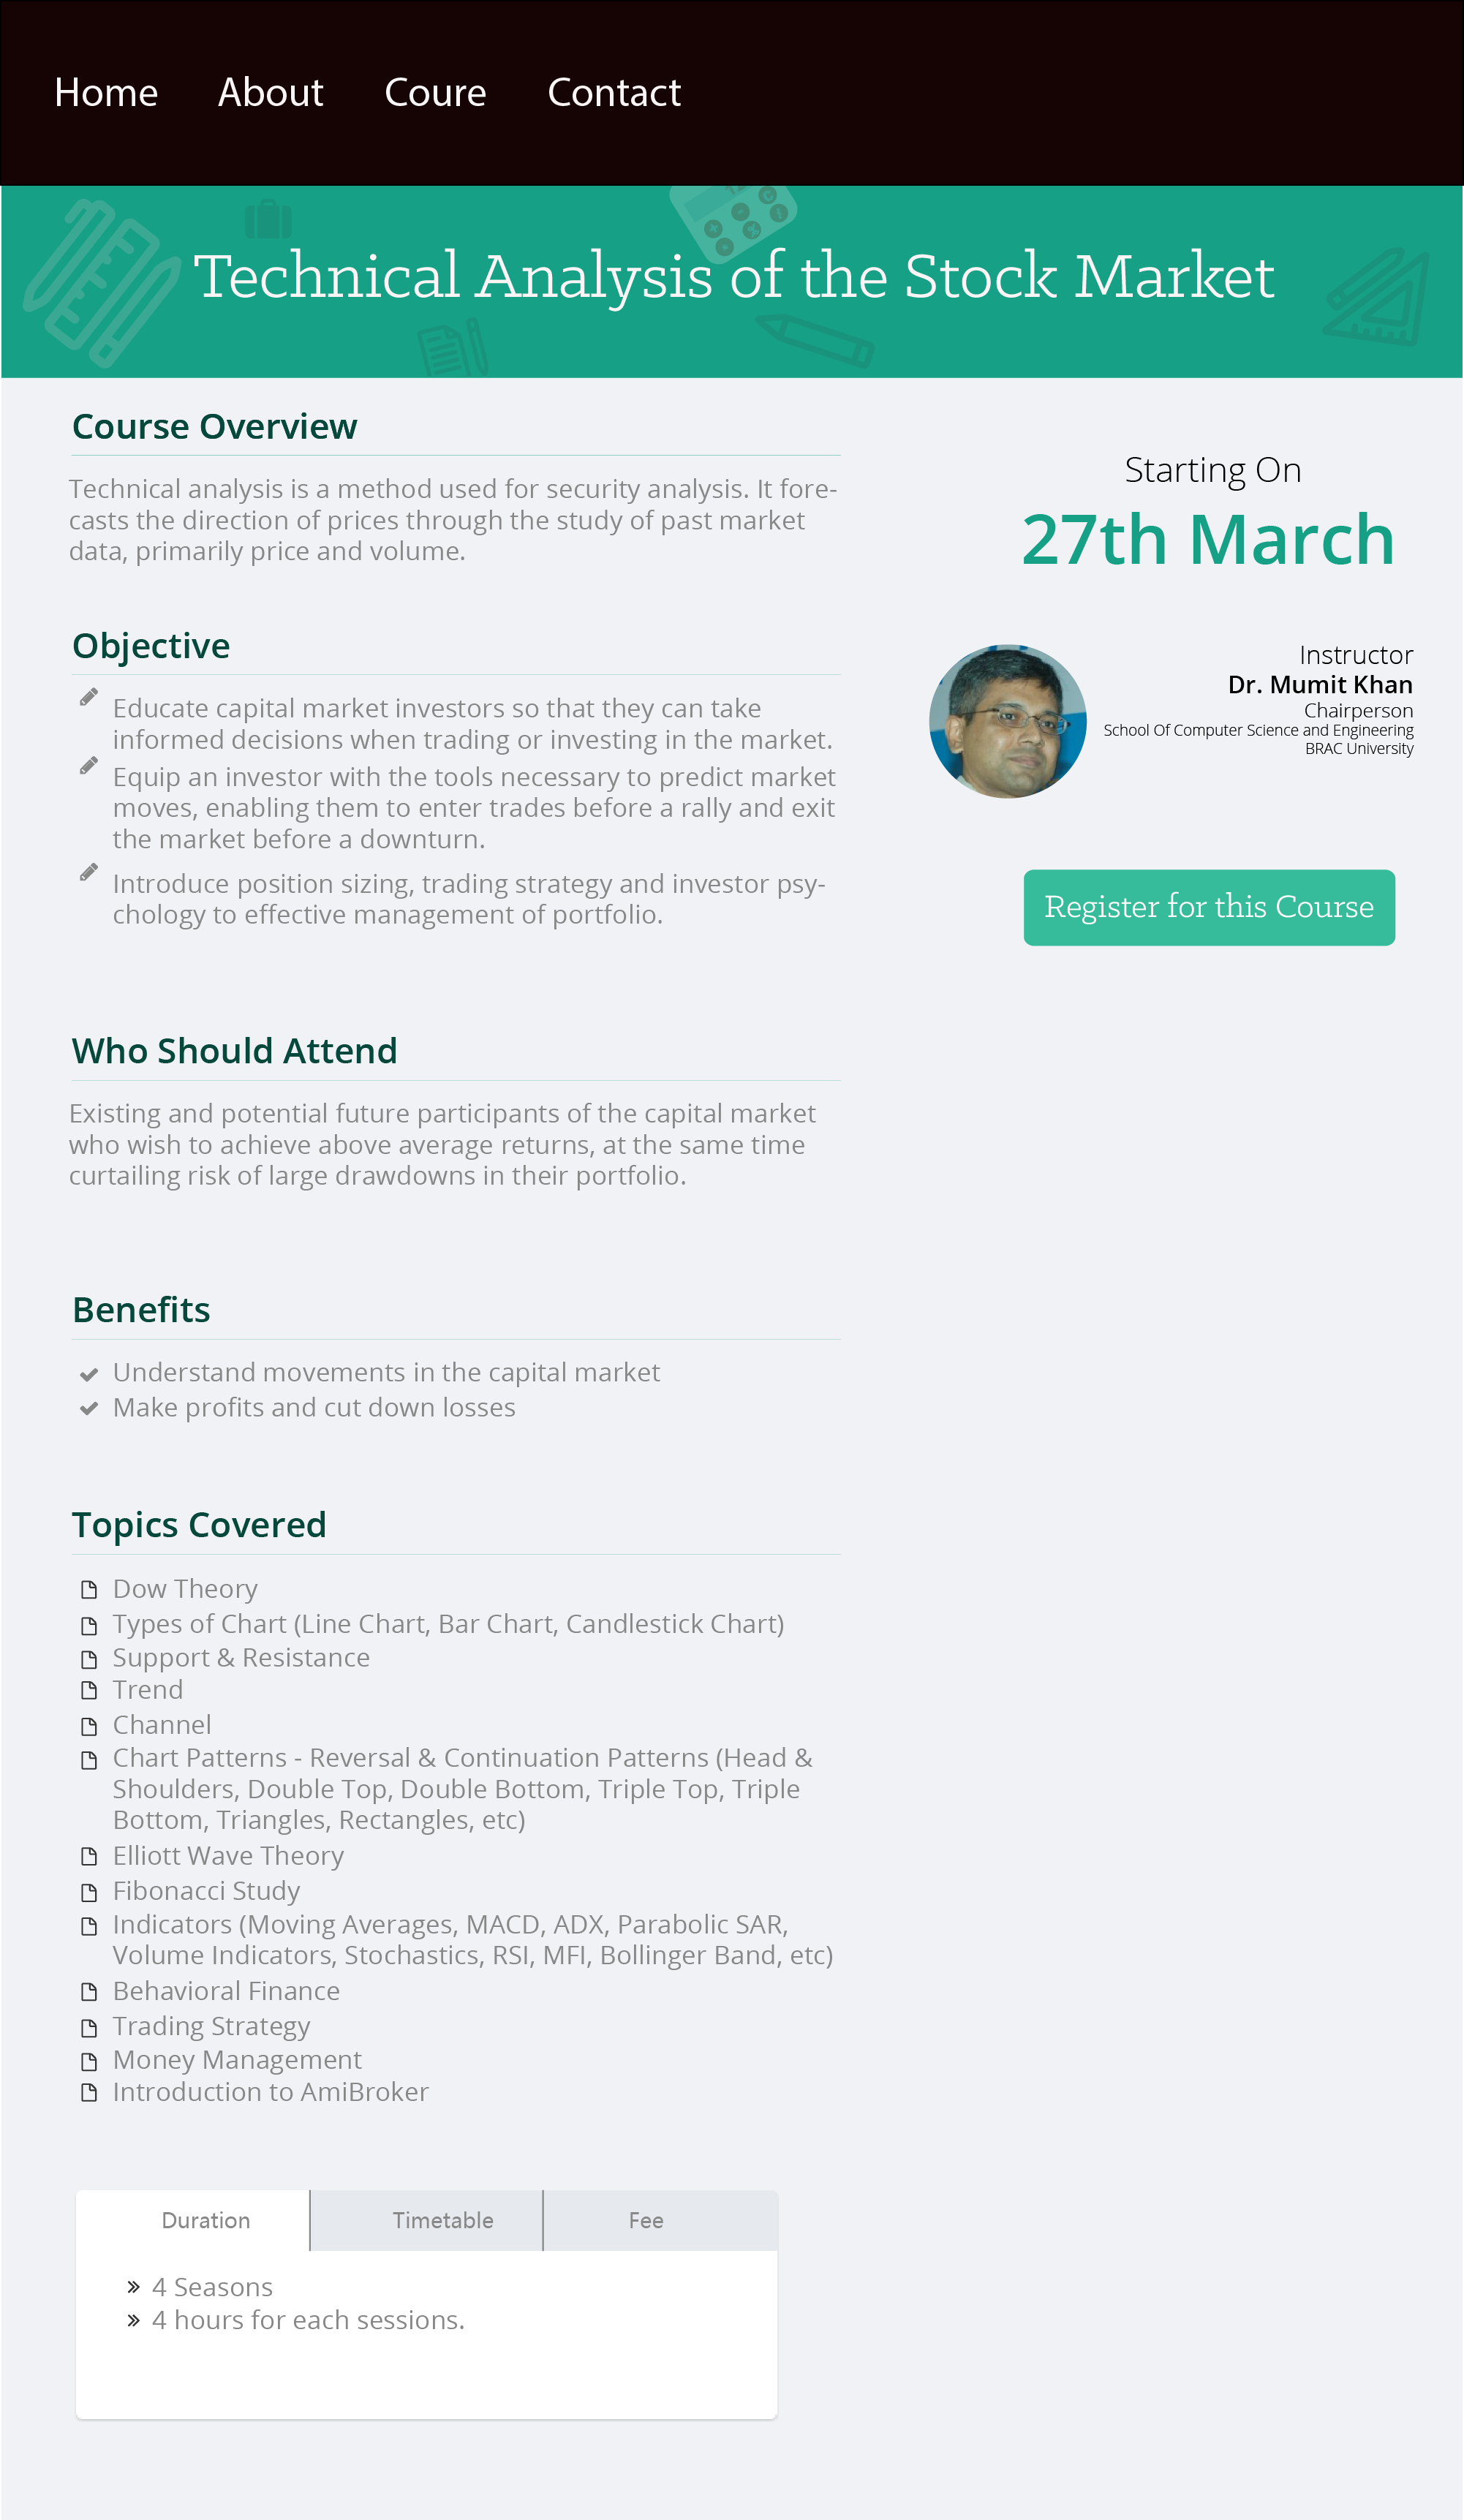 Home About Coure Contact
Technical Analysis of the Stock Market
Course Overview
Technical analysis is a method used for security analysis. It fore-
casts the direction of prices through the study of past market
data, primarily price and volume.
Objective
Educate capital market investors so that they can take
informed decisions when trading or investing in the market.
Equip an investor with the tools necessary to predict market
moves, enabling them to enter trades before a rally and exit
the market before a downturn.
Introduce position sizing, trading strategy and investor psy-
chology to effective management of portfolio.
Who Should Attend
Existing and potential future participants of the capital market
who wish to achieve above average returns, at the same time
curtailing risk of large drawdowns in their portfolio.
Benefits
Understand movements in the capital market
Make profits and cut down losses
Topics Covered
Dow Theory
Types of Chart (Line Chart, Bar Chart, Candlestick Chart)
Support & Resistance
Trend
Channel
Chart Patterns - Reversal & Continuation Patterns (Head &
Shoulders, Double Top, Double Bottom, Triple Top, Triple
Bottom, Triangles, Rectangles, etc)
Elliott Wave Theory
Fibonacci Study
Indicators (Moving Averages, MACD, ADX, Parabolic SAR,
Volume Indicators, Stochastics, RSI, MFI, Bollinger Band, etc)
Behavioral Finance
Trading Strategy
Money Management
Introduction to AmiBroker
Duration Timetable Fee
4 Seasons
4 hours for each sessions.
Starting On
27th March
Instructor
Dr. Mumit Khan
Chairperson
School Of Computer Science and Engineering
BRAC University
Register for this Course